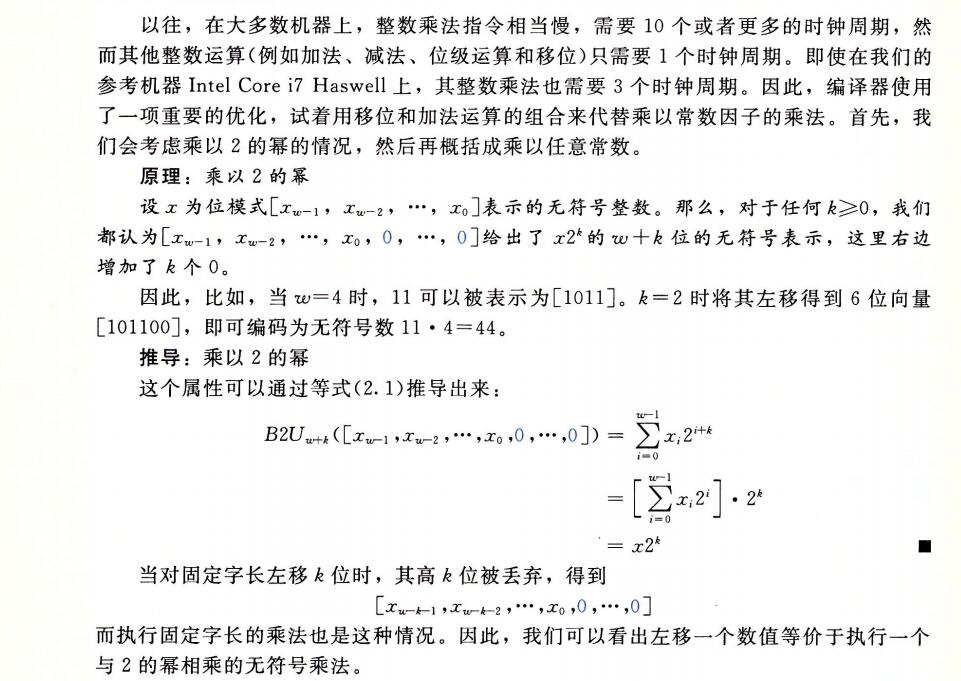 以往，在大多数机器上，整数乘法指令相当慢，需要 10 个或者更多的时钟周期，然
而其他整数运算(例如加法、减法、位级运算和移位)只需要 1 个时钟周期。即使在我们的
参考机器 Intel Core i7 Haswell 上，其整数乘法也需要 3 个时钟周期。因此，编译器使用
了一项重要的优化，试着用移位和加法运算的组合来代替乘以常数因子的乘法。首先，我
们会考虑乘以 2 的幂的情况，然后再概括成乘以任意常数。
原理：乘以 2 的幂
设 x 为位模式[x_{w-1}, x_{w-2}, ⋯, x_0]表示的无符号整数。那么，对于任何 k≥0，我们
都认为[x_{w-1}, x_{w-2}, ⋯, x_0, 0, ⋯, 0]给出了 x2^k 的 w+k 位的无符号表示，这里右边
增加了 k 个 0。
因此，比如，当 w=4 时，11 可以被表示为[1011]。k=2 时将其左移得到 6 位向量
[101100]，即可编码为无符号数 11·4=44。
推导：乘以 2 的幂
这个属性可以通过等式(2.1)推导出来：
B2U_{w+k}([x_{w-1},x_{w-2},⋯,x_0,0,⋯,0]) = \sum_{i=0}^{w-1} x_i 2^{i+k}
= [\sum_{i=0}^{w-1} x_i 2^i]·2^k
= x2^k ■
当对固定字长左移 k 位时，其高 k 位被丢弃，得到
[x_{w-k-1},x_{w-k-2},⋯,x_0,0,⋯,0]
而执行固定字长的乘法也是这种情况。因此，我们可以看出左移一个数值等价于执行一个
与 2 的幂相乘的无符号乘法。